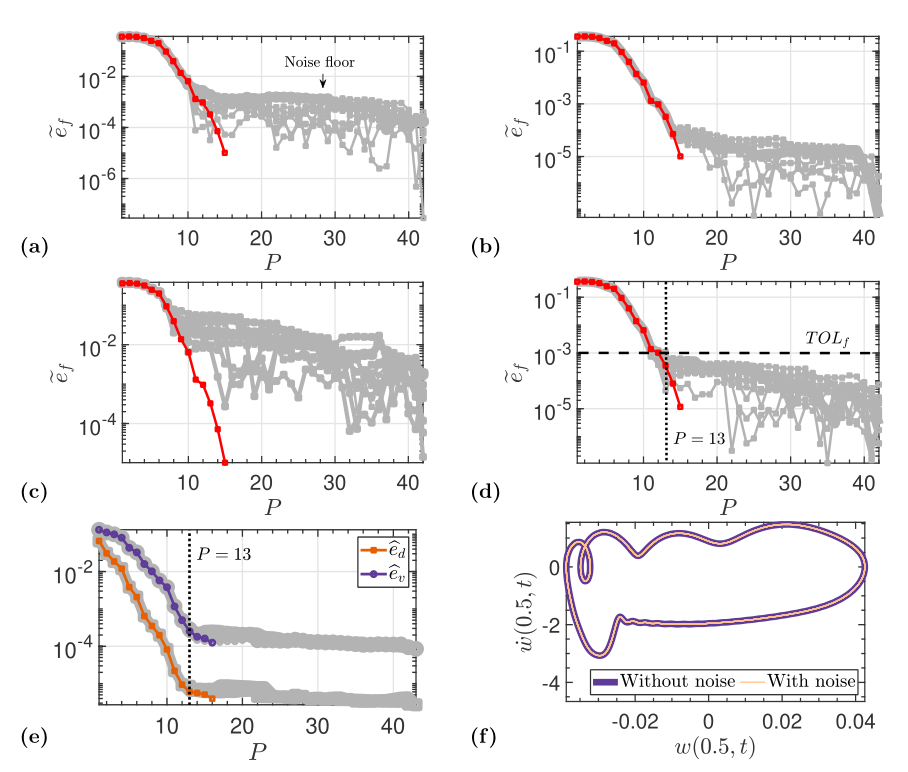 Noise floor
10^-2
10^-4
10^-6
ẽ_f
10 20 30 40
P
(a)
10^-1
10^-3
10^-5
ẽ_f
10 20 30 40
P
(b)
10^-2
10^-4
ẽ_f
10 20 30 40
P
(c)
10^-1
10^-3
10^-5
ẽ_f
TOL_f
P = 13
10 20 30 40
P
(d)
10^-2
10^-4
P = 13
ê_d
ê_v
10 20 30 40
P
(e)
0
-2
-4
ẇ(0.5, t)
Without noise With noise
-0.02 0 0.02 0.04
w(0.5, t)
(f)